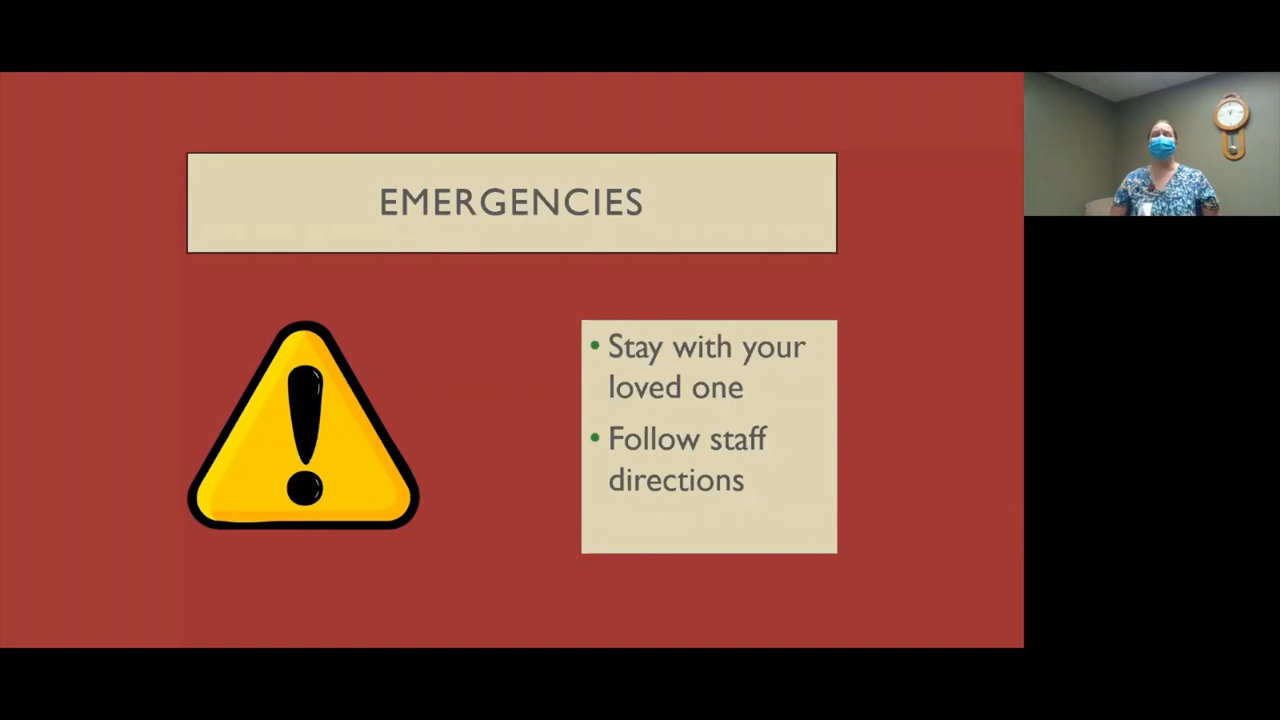 EMERGENCIES
• Stay with your
loved one
• Follow staff
directions